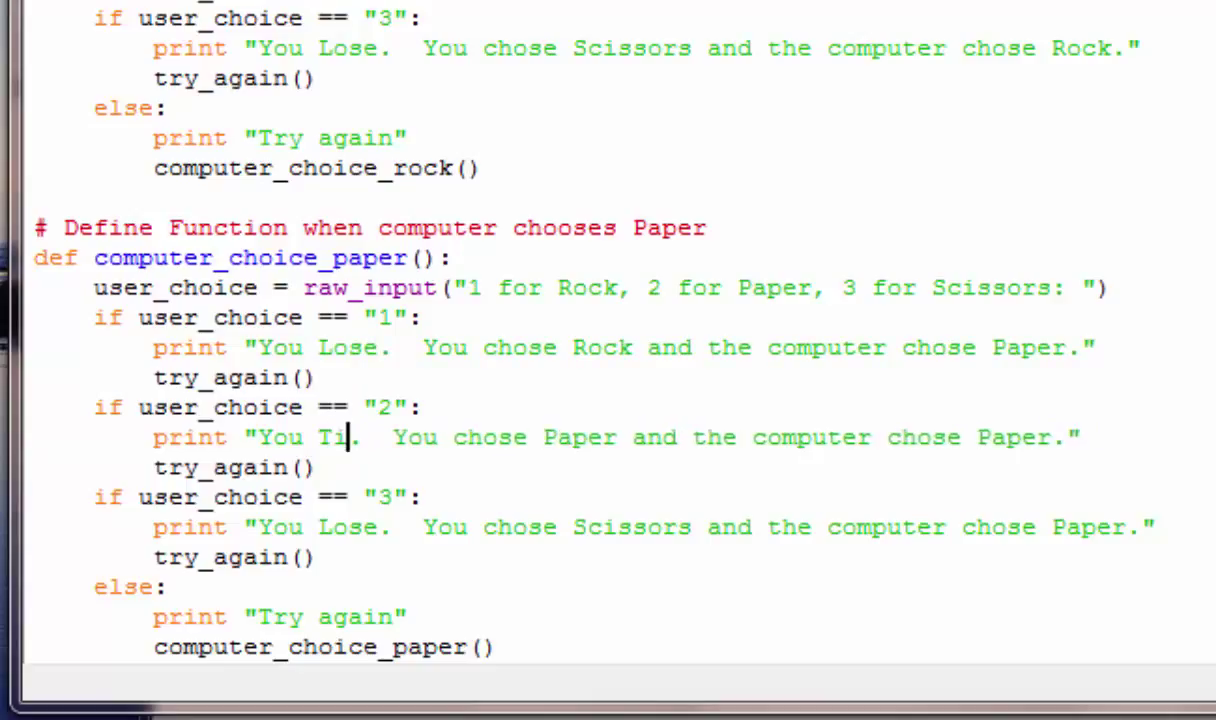 if user_choice == "3":
print "You Lose.  You chose Scissors and the computer chose Rock."
try_again()
else:
print "Try again"
computer_choice_rock()
# Define Function when computer chooses Paper
def computer_choice_paper():
user_choice = raw_input("1 for Rock, 2 for Paper, 3 for Scissors: ")
if user_choice == "1":
print "You Lose.  You chose Rock and the computer chose Paper."
try_again()
if user_choice == "2":
print "You Ti.  You chose Paper and the computer chose Paper."
try_again()
if user_choice == "3":
print "You Lose.  You chose Scissors and the computer chose Paper."
try_again()
else:
print "Try again"
computer_choice_paper()